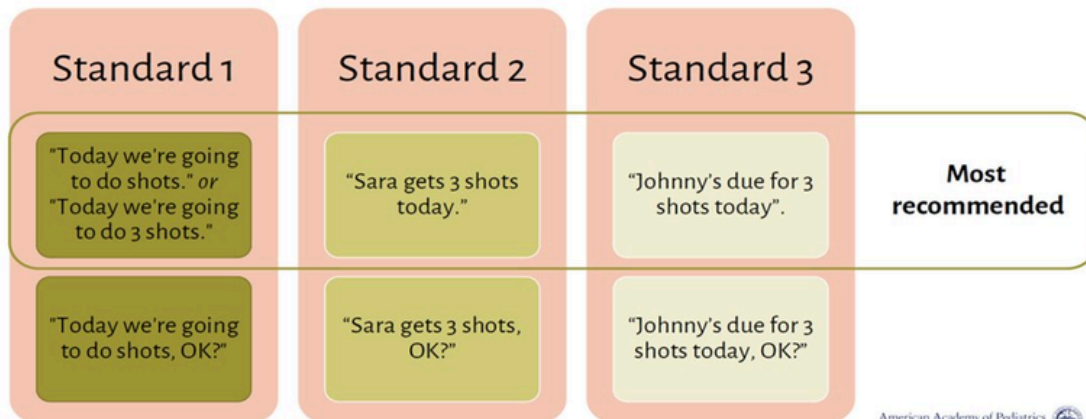 Standard 1
Standard 2
Standard 3
"Today we're going
to do shots." or
"Today we're going
to do 3 shots."
“Sara gets 3 shots
today.”
“Johnny’s due for 3
shots today”.
Most
recommended
"Today we're going
to do shots, OK?"
“Sara gets 3 shots,
OK?”
“Johnny’s due for 3
shots today, OK?”
American Academy of Pediatrics